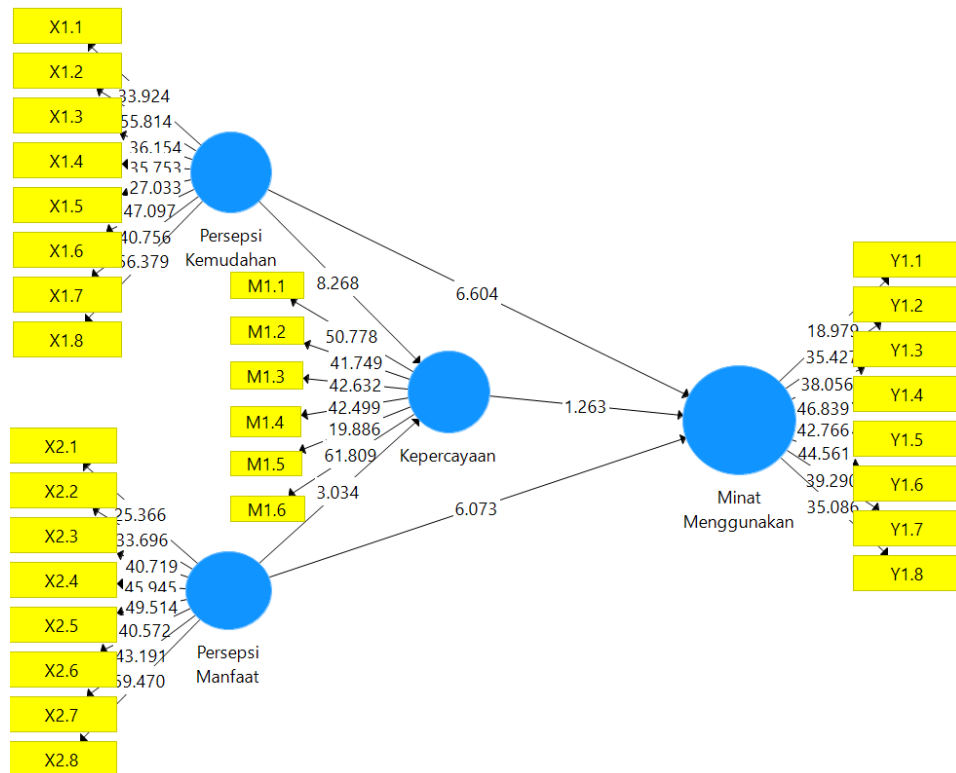 X1.1
X1.2
X1.3
X1.4
X1.5
X1.6
X1.7
X1.8
33.924
55.814
36.154
35.753
27.033
47.097
40.756
Persepsi
Kemudahan
8.268
6.604
M1.1
M1.2
M1.3
M1.4
M1.5
M1.6
50.778
41.749
42.632
42.499
19.886
61.809
3.034
Kepercayaan
1.263
6.073
X2.1
X2.2
X2.3
X2.4
X2.5
X2.6
X2.7
X2.8
25.366
33.696
40.719
45.945
49.514
40.572
43.191
59.470
Persepsi
Manfaat
Minat
Menggunakan
18.979
35.427
38.056
46.839
42.766
44.561
39.290
35.086
Y1.1
Y1.2
Y1.3
Y1.4
Y1.5
Y1.6
Y1.7
Y1.8